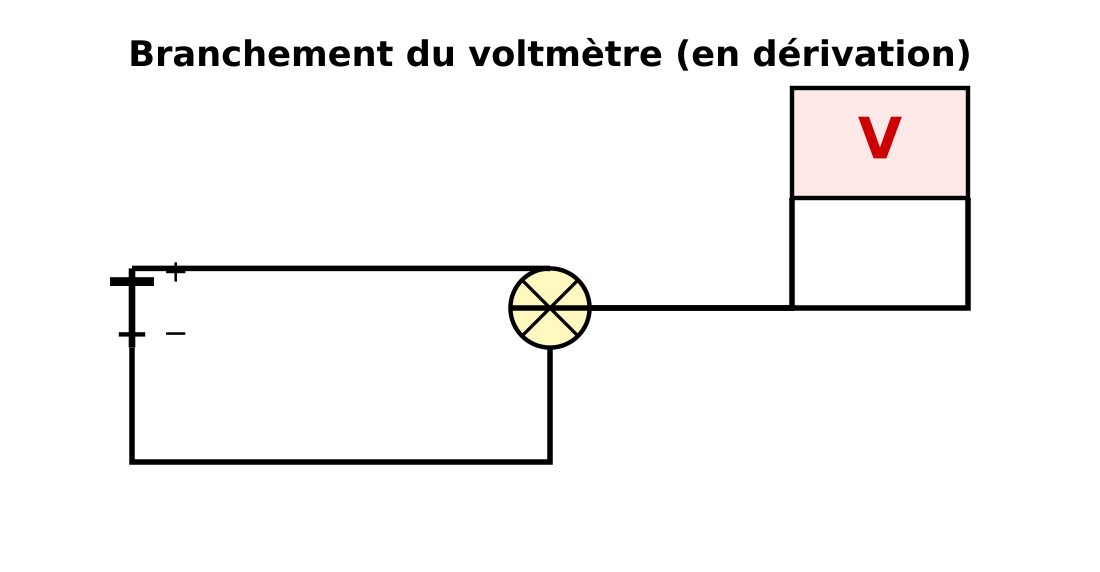 Branchement du voltmètre (en dérivation)
V
+
−